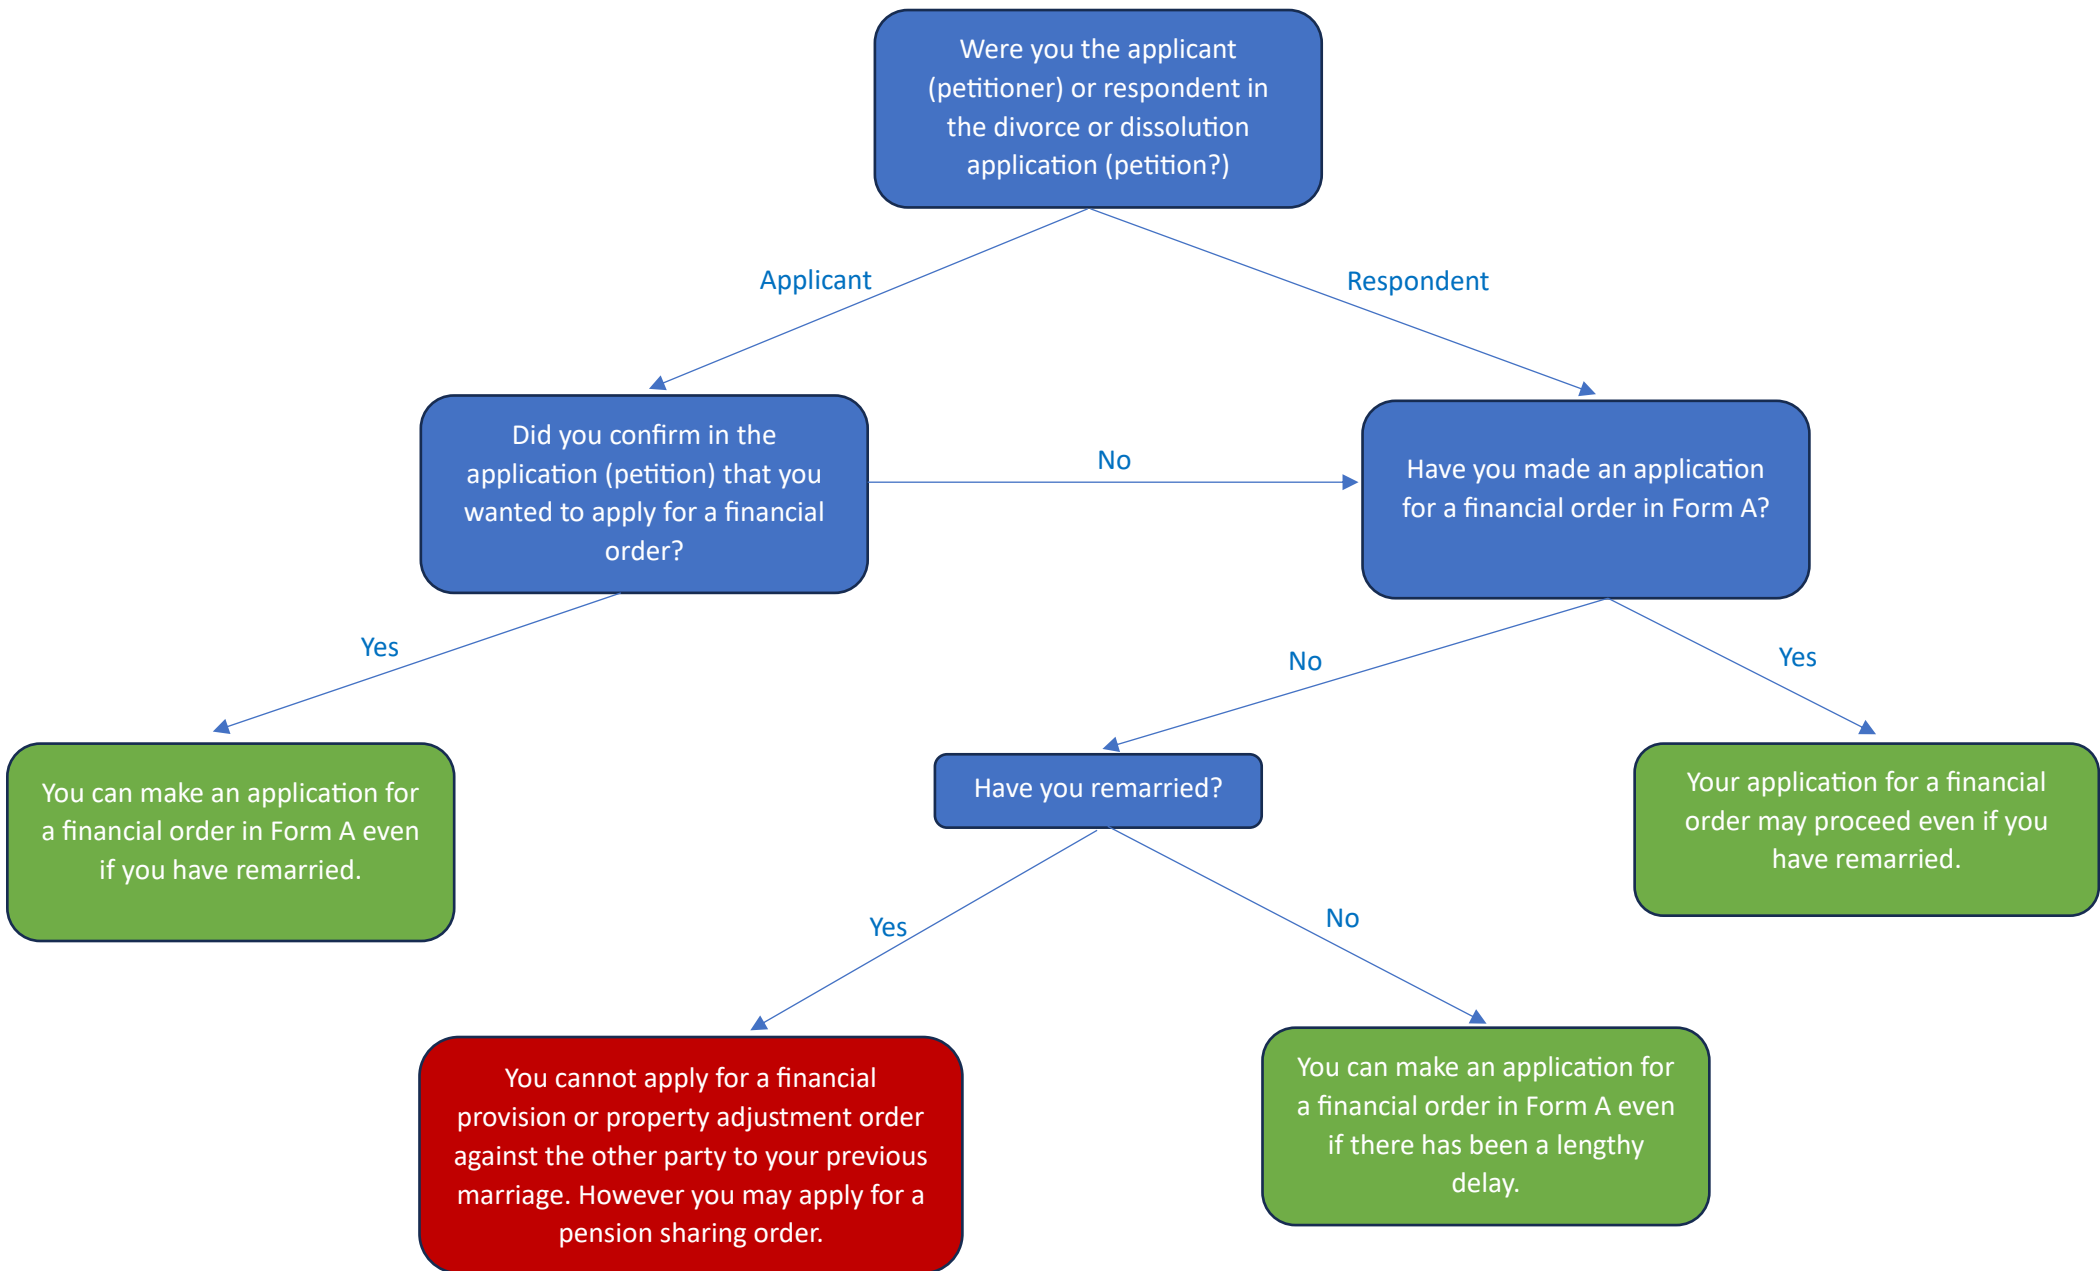 Were you the applicant
(petitioner) or respondent in
the divorce or dissolution
application (petition?)
Applicant
Respondent
Did you confirm in the
application (petition) that you
wanted to apply for a financial
order?
No
Have you made an application
for a financial order in Form A?
Yes
No
Yes
You can make an application for
a financial order in Form A even
if you have remarried.
Have you remarried?
Your application for a financial
order may proceed even if you
have remarried.
Yes
No
You cannot apply for a financial
provision or property adjustment order
against the other party to your previous
marriage. However you may apply for a
pension sharing order.
You can make an application for
a financial order in Form A even
if there has been a lengthy
delay.